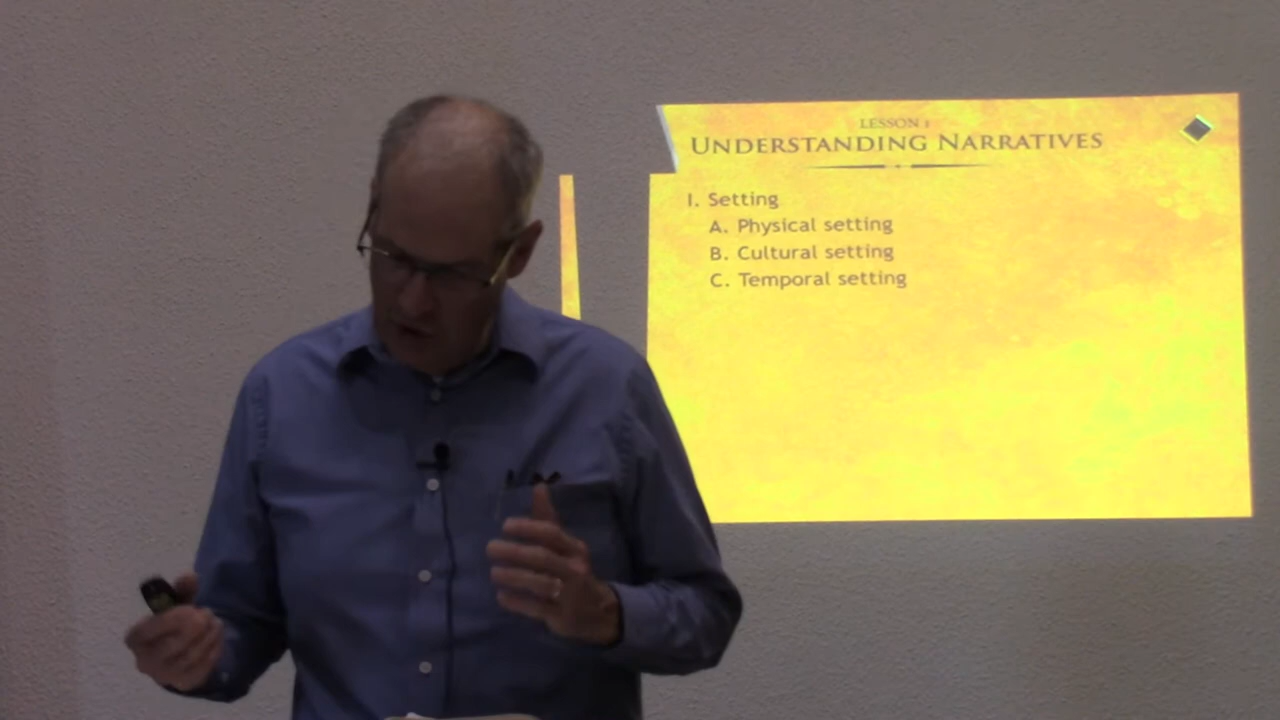 LESSON 1
UNDERSTANDING NARRATIVES
I. Setting
A. Physical setting
B. Cultural setting
C. Temporal setting